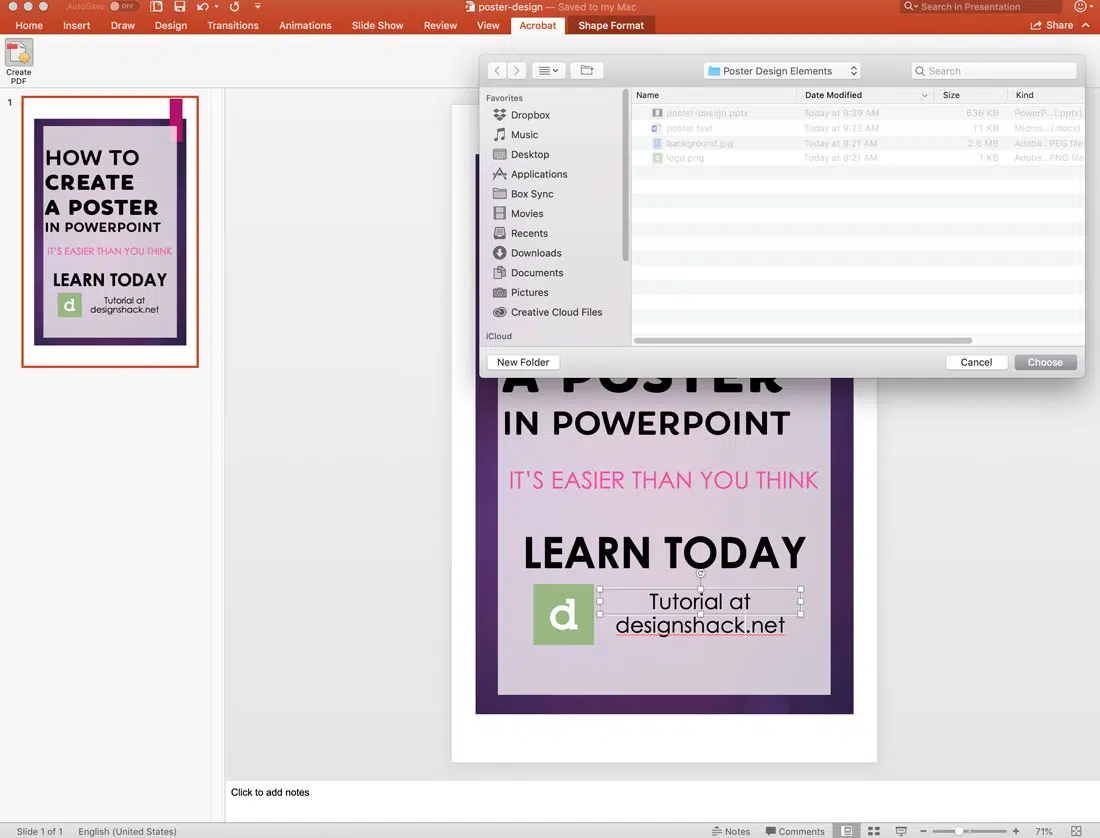 AutoSave OFF
poster-design — Saved to my Mac
Search in Presentation
Home Insert Draw Design Transitions Animations Slide Show Review View Acrobat Shape Format
Share
Create
PDF
Poster Design Elements
Search
Favorites
Dropbox
Music
Desktop
Applications
Box Sync
Movies
Recents
Downloads
Documents
Pictures
Creative Cloud Files
iCloud
Name Date Modified Size Kind
poster-design.pptx Today at 9:39 AM 636 KB PowerP...(.pptx)
poster text Today at 9:23 AM 11 KB Micros...(.docx)
background.jpg Today at 9:21 AM 2.6 MB Adobe...PEG file
logo.png Today at 8:21 AM 1 KB Adobe...PNG file
New Folder
Cancel
Choose
1
HOW TO
CREATE
A POSTER
IN POWERPOINT
IT'S EASIER THAN YOU THINK
LEARN TODAY
d
Tutorial at
designshack.net
A POSTER
IN POWERPOINT
IT'S EASIER THAN YOU THINK
LEARN TODAY
d
Tutorial at
designshack.net
Click to add notes
Slide 1 of 1 English (United States) Notes Comments 71%